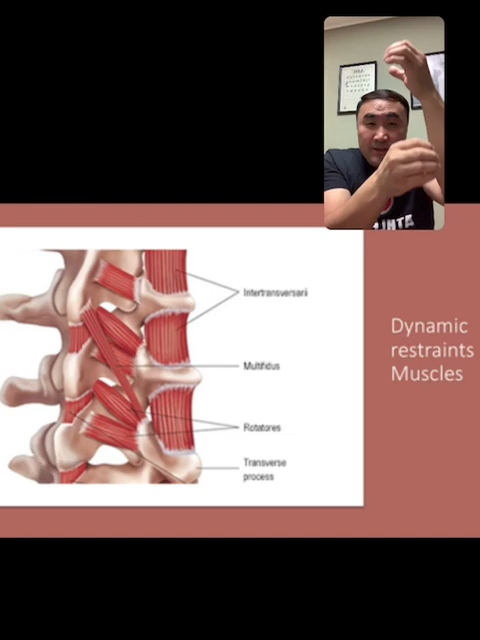 Intertransversarii
Multifidus
Rotatores
Transverse
process
Dynamic
restraints
Muscles